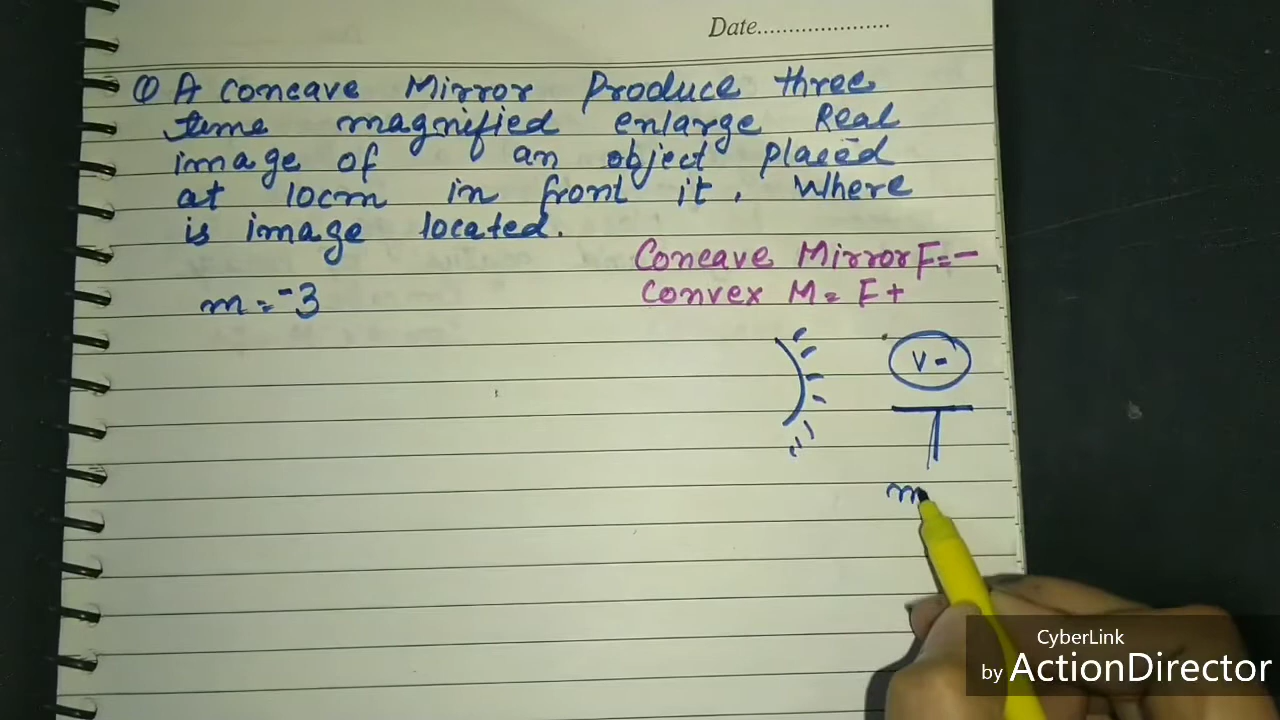 Date....................
Q A Concave Mirror Produce three
time magnified enlarge Real
image of an object placed
at 10cm in front it. Where
is image located.
Concave Mirror F=-
Convex M = F+
m = -3
V -
m
CyberLink
by ActionDirector